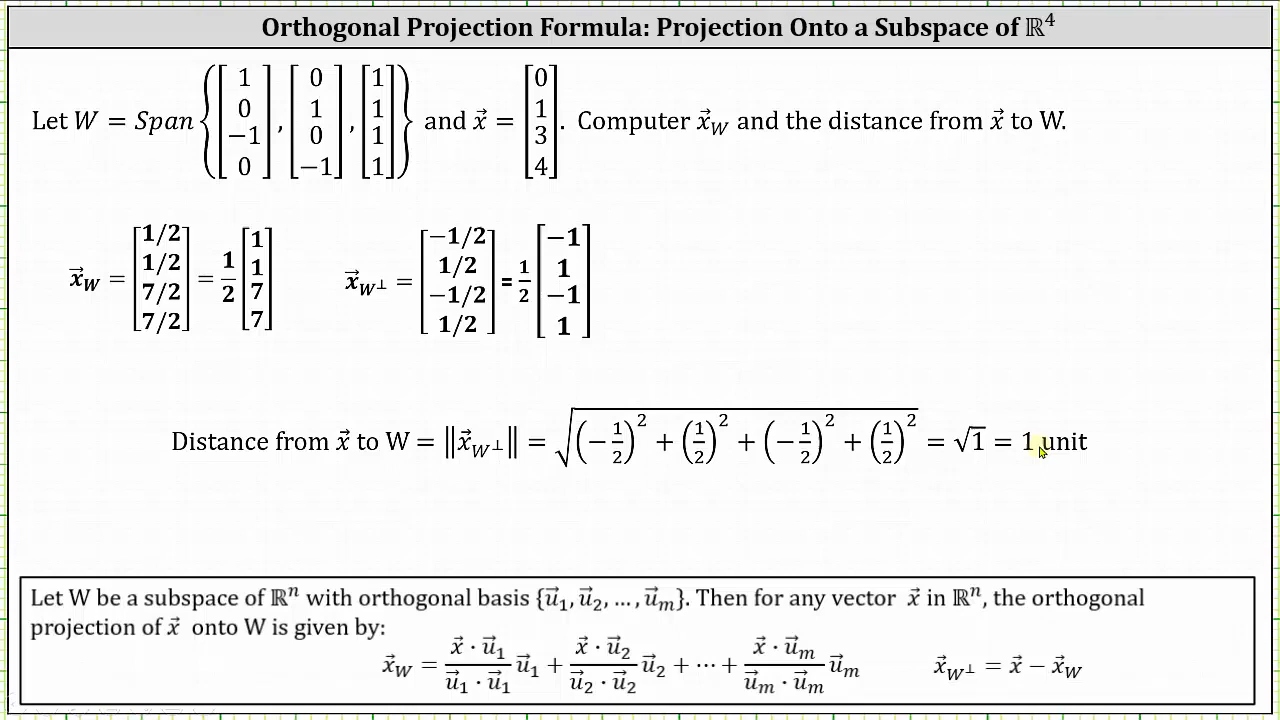 Orthogonal Projection Formula: Projection Onto a Subspace of ℝ⁴
Let W = Span {[1 0 −1 0], [0 1 0 −1], [1 1 1 1]} and x⃗ = [0 1 3 4]. Computer x⃗_W and the distance from x⃗ to W.
x⃗_W = [1/2 1/2 7/2 7/2] = 1/2 [1 1 7 7]   x⃗_W⊥ = [−1/2 1/2 −1/2 1/2] = 1/2 [−1 1 −1 1]
Distance from x⃗ to W = ‖x⃗_W⊥‖ = √((−1/2)² + (1/2)² + (−1/2)² + (1/2)²) = √1 = 1 unit
Let W be a subspace of ℝⁿ with orthogonal basis {u⃗₁, u⃗₂, …, u⃗ₘ}. Then for any vector x⃗ in ℝⁿ, the orthogonal
projection of x⃗ onto W is given by:
x⃗_W = (x⃗ · u⃗₁)/(u⃗₁ · u⃗₁) u⃗₁ + (x⃗ · u⃗₂)/(u⃗₂ · u⃗₂) u⃗₂ + ⋯ + (x⃗ · u⃗ₘ)/(u⃗ₘ · u⃗ₘ) u⃗ₘ   x⃗_W⊥ = x⃗ − x⃗_W